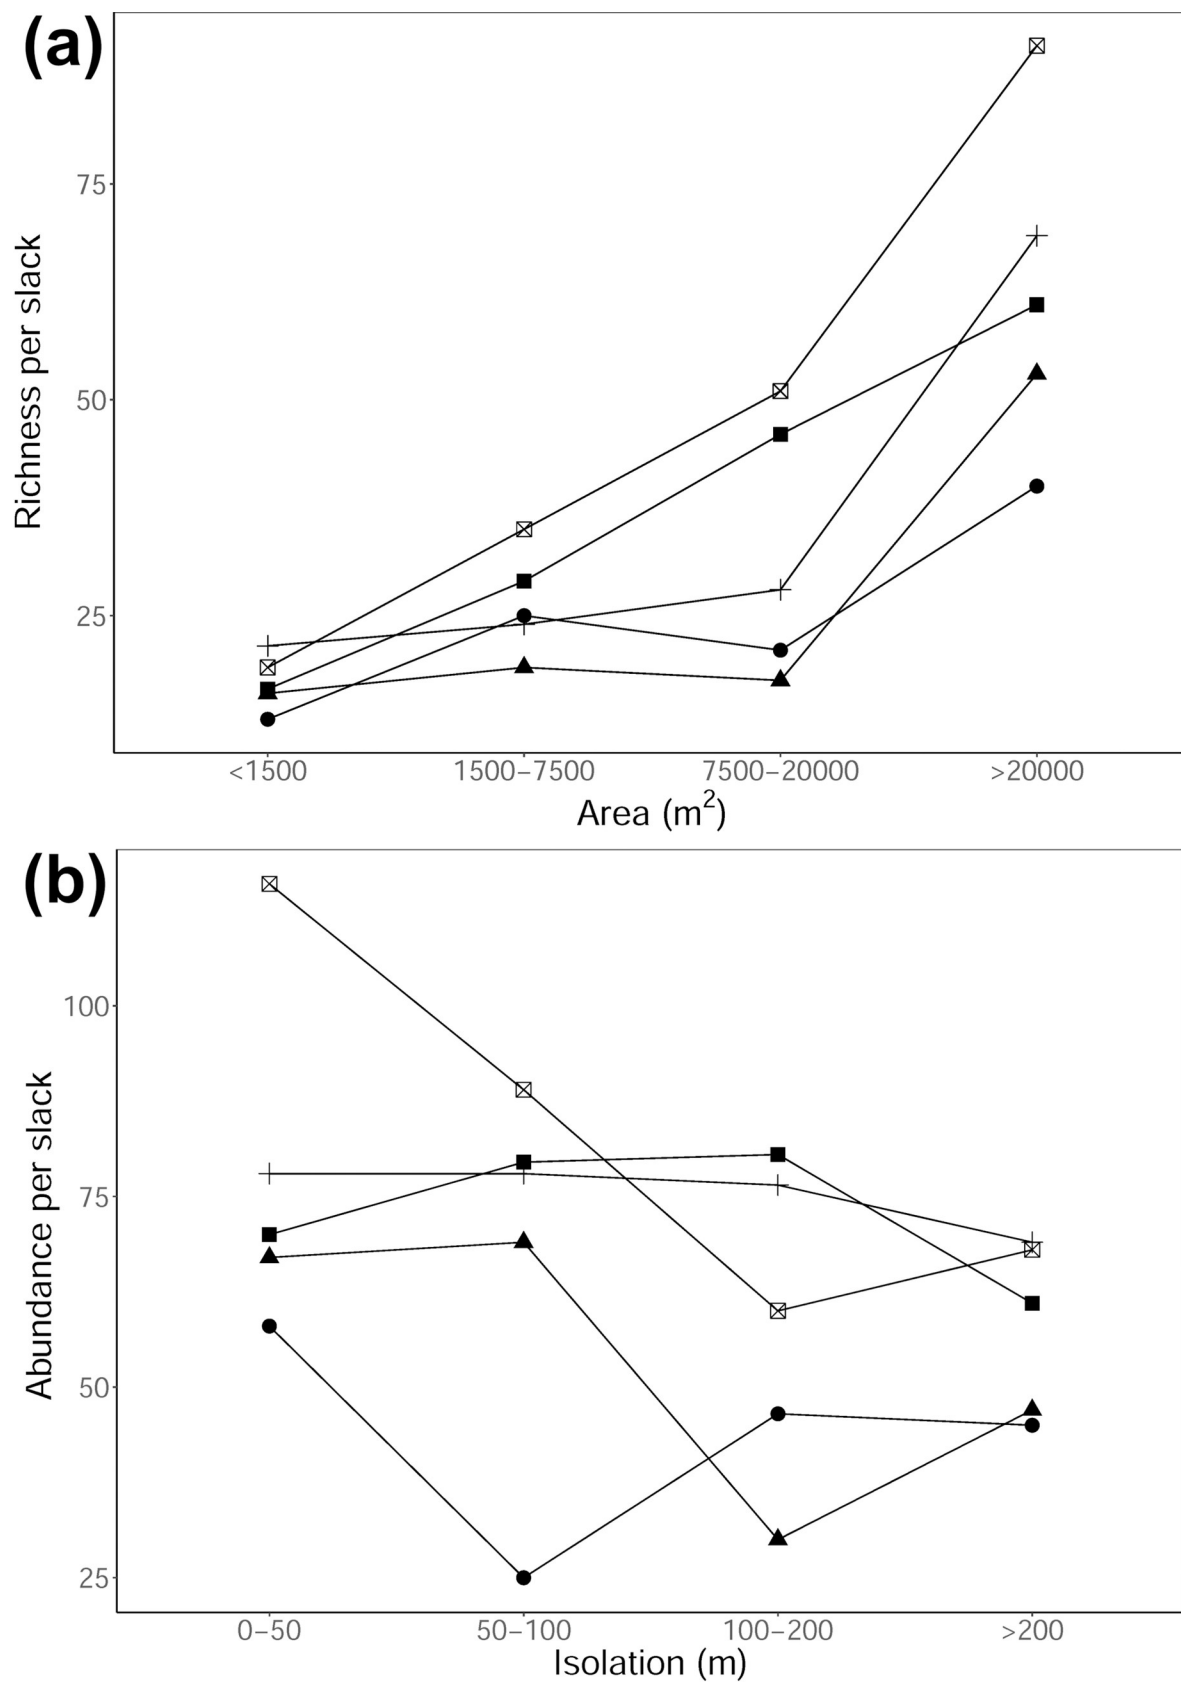 (a)
75
50
25
Richness per slack
<1500 1500–7500 7500–20000 >20000
Area (m²)
(b)
100
75
50
25
Abundance per slack
0–50 50–100 100–200 >200
Isolation (m)